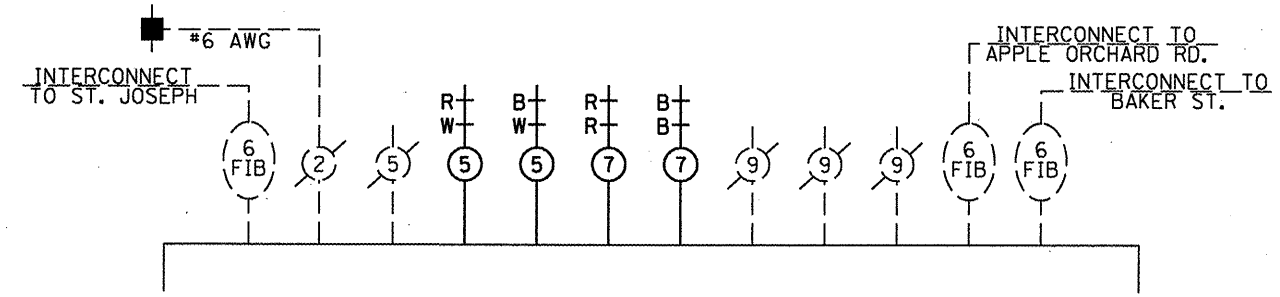 #6 AWG
INTERCONNECT
TO ST. JOSEPH
INTERCONNECT TO
APPLE ORCHARD RD.
INTERCONNECT TO
BAKER ST.
R B R B
W W R B
6
FIB
2
5
5
5
7
7
9
9
9
6
FIB
6
FIB